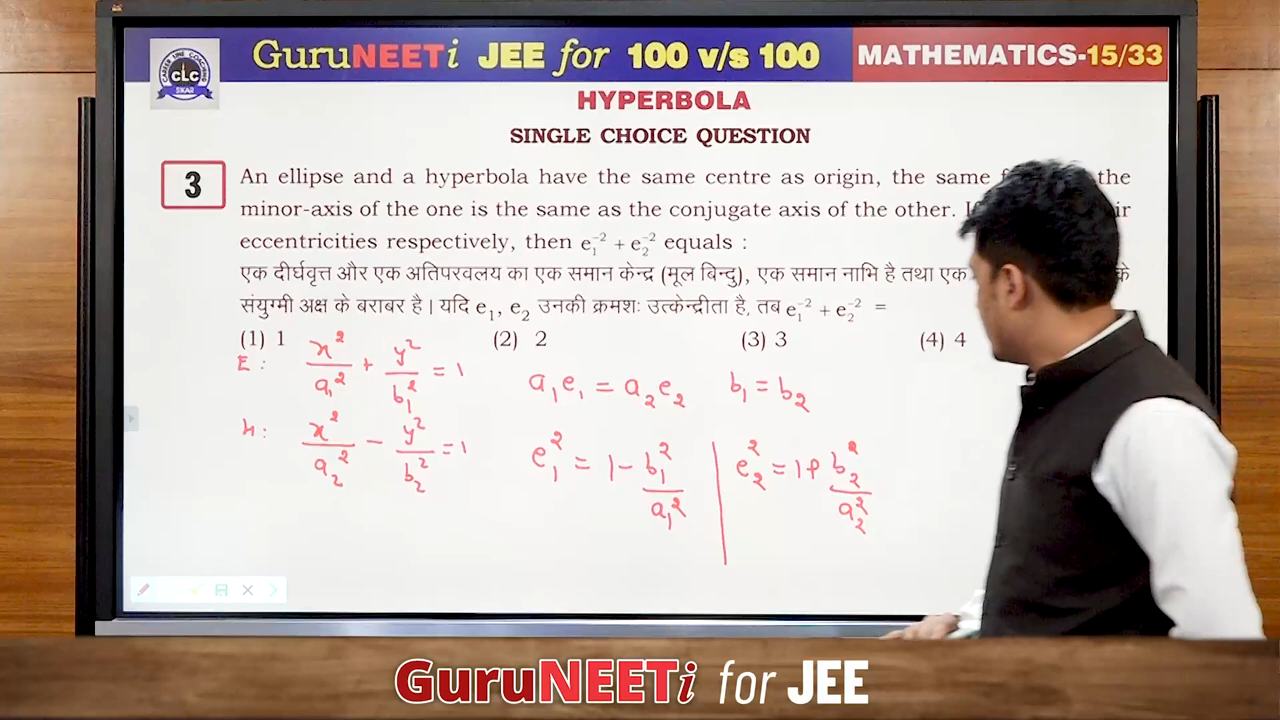 GuruNEETi JEE for 100 v/s 100
MATHEMATICS-15/33
CAREER LINE COACHING
CLC
SIKAR
HYPERBOLA
SINGLE CHOICE QUESTION
3
An ellipse and a hyperbola have the same centre as origin, the same the
minor-axis of the one is the same as the conjugate axis of the other.
eccentricities respectively, then e₁⁻² + e₂⁻² equals :
एक दीर्घवृत्त और एक अतिपरवलय का एक समान केन्द्र (मूल बिन्दु), एक समान नाभि है तथा एक के
संयुग्मी अक्ष के बराबर है। यदि e₁, e₂ उनकी क्रमशः उत्केन्द्रीता है, तब e₁⁻² + e₂⁻² =
(1) 1 (2) 2 (3) 3 (4) 4
E : x²/a₁² + y²/b₁² = 1
a₁e₁ = a₂e₂ b₁ = b₂
H : x²/a₂² − y²/b₂² = 1
e₁² = 1 − b₁²/a₁² e₂² = 1 + b₂²/a₂²
GuruNEETi for JEE